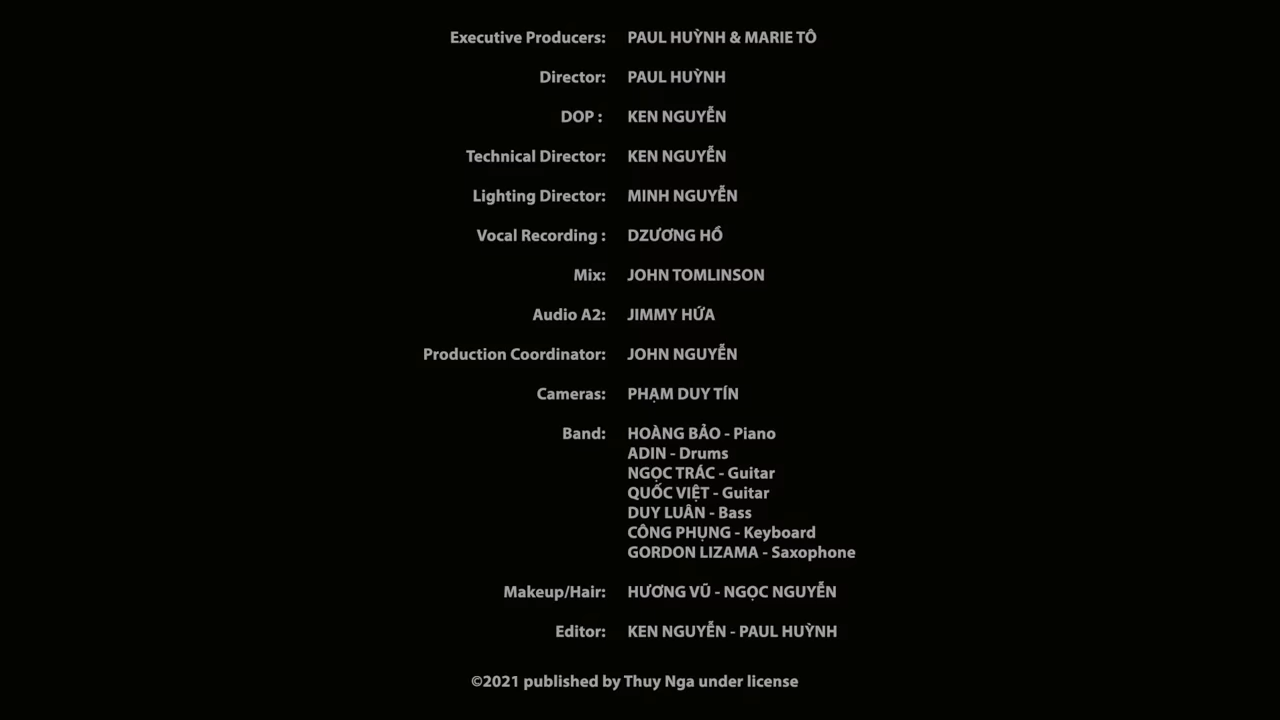 Executive Producers: PAUL HUỲNH & MARIE TÔ
Director: PAUL HUỲNH
DOP : KEN NGUYỄN
Technical Director: KEN NGUYỄN
Lighting Director: MINH NGUYỄN
Vocal Recording : DZƯƠNG HỒ
Mix: JOHN TOMLINSON
Audio A2: JIMMY HỨA
Production Coordinator: JOHN NGUYỄN
Cameras: PHẠM DUY TÍN
Band: HOÀNG BẢO - Piano
ADIN - Drums
NGỌC TRÁC - Guitar
QUỐC VIỆT - Guitar
DUY LUÂN - Bass
CÔNG PHỤNG - Keyboard
GORDON LIZAMA - Saxophone
Makeup/Hair: HƯƠNG VŨ - NGỌC NGUYỄN
Editor: KEN NGUYỄN - PAUL HUỲNH
©2021 published by Thuy Nga under license